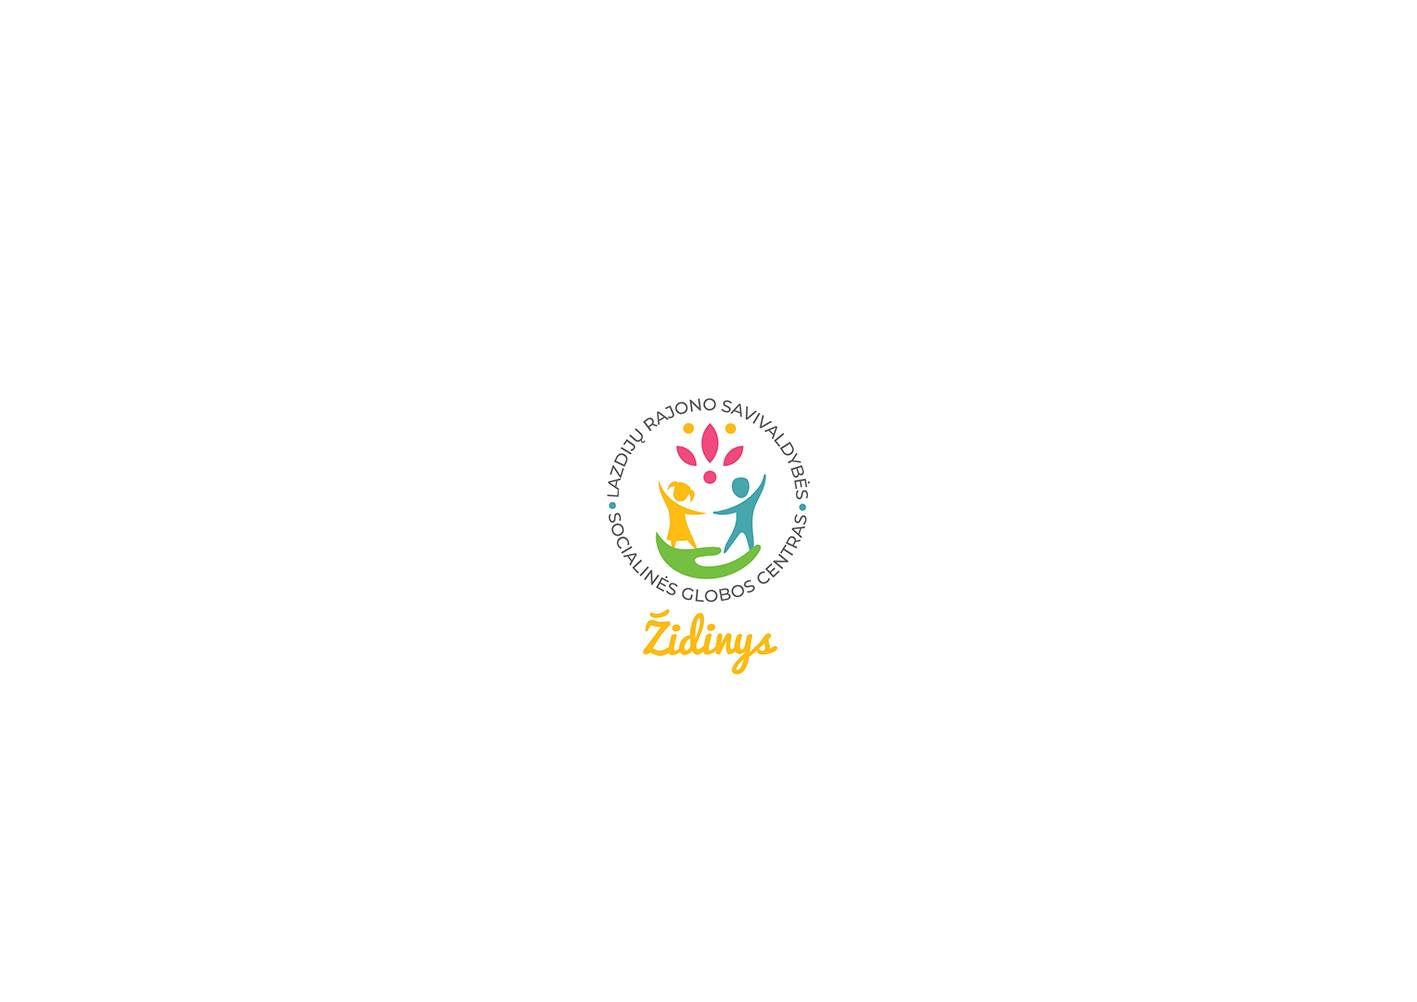 LAZDIJŲ RAJONO SAVIVALDYBĖS
SOCIALINĖS GLOBOS CENTRAS
Židinys